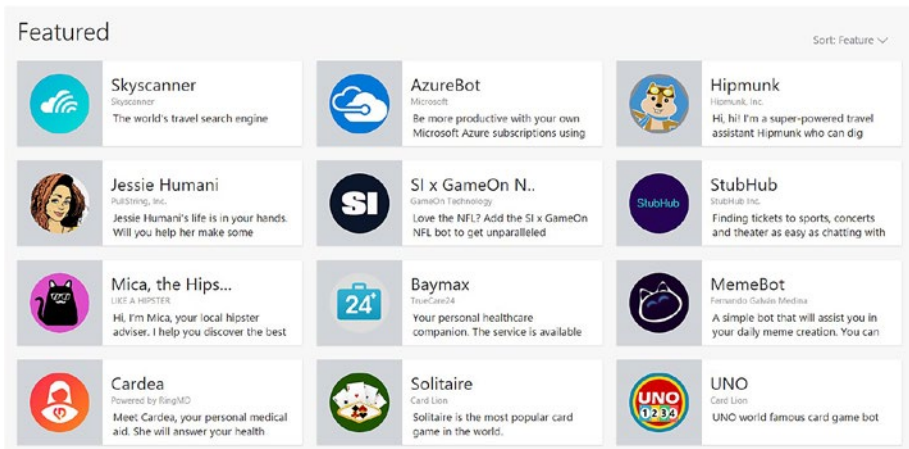 Featured
Sort: Feature
Skyscanner
Skyscanner
The world's travel search engine
AzureBot
Microsoft
Be more productive with your own
Microsoft Azure subscriptions using
Hipmunk
Hipmunk, Inc.
Hi, hi! I'm a super-powered travel
assistant Hipmunk who can dig
Jessie Humani
PullString, Inc.
Jessie Humani's life is in your hands.
Will you help her make some
SI
SI x GameOn N..
GameOn Technology
Love the NFL? Add the SI x GameOn
NFL bot to get unparalleled
StubHub
StubHub
StubHub Inc.
Finding tickets to sports, concerts
and theater as easy as chatting with
Mica, the Hips...
LIKE A HIPSTER
Hi, I'm Mica, your local hipster
adviser. I help you discover the best
24+
Baymax
TrueCare24
Your personal healthcare
companion. The service is available
MemeBot
Fernando Galván Medina
A simple bot that will assist you in
your daily meme creation. You can
Cardea
Powered by RingMD
Meet Cardea, your personal medical
aid. She will answer your health
Solitaire
Card Lion
Solitaire is the most popular card
game in the world.
UNO
1234
UNO
Card Lion
UNO world famous card game bot